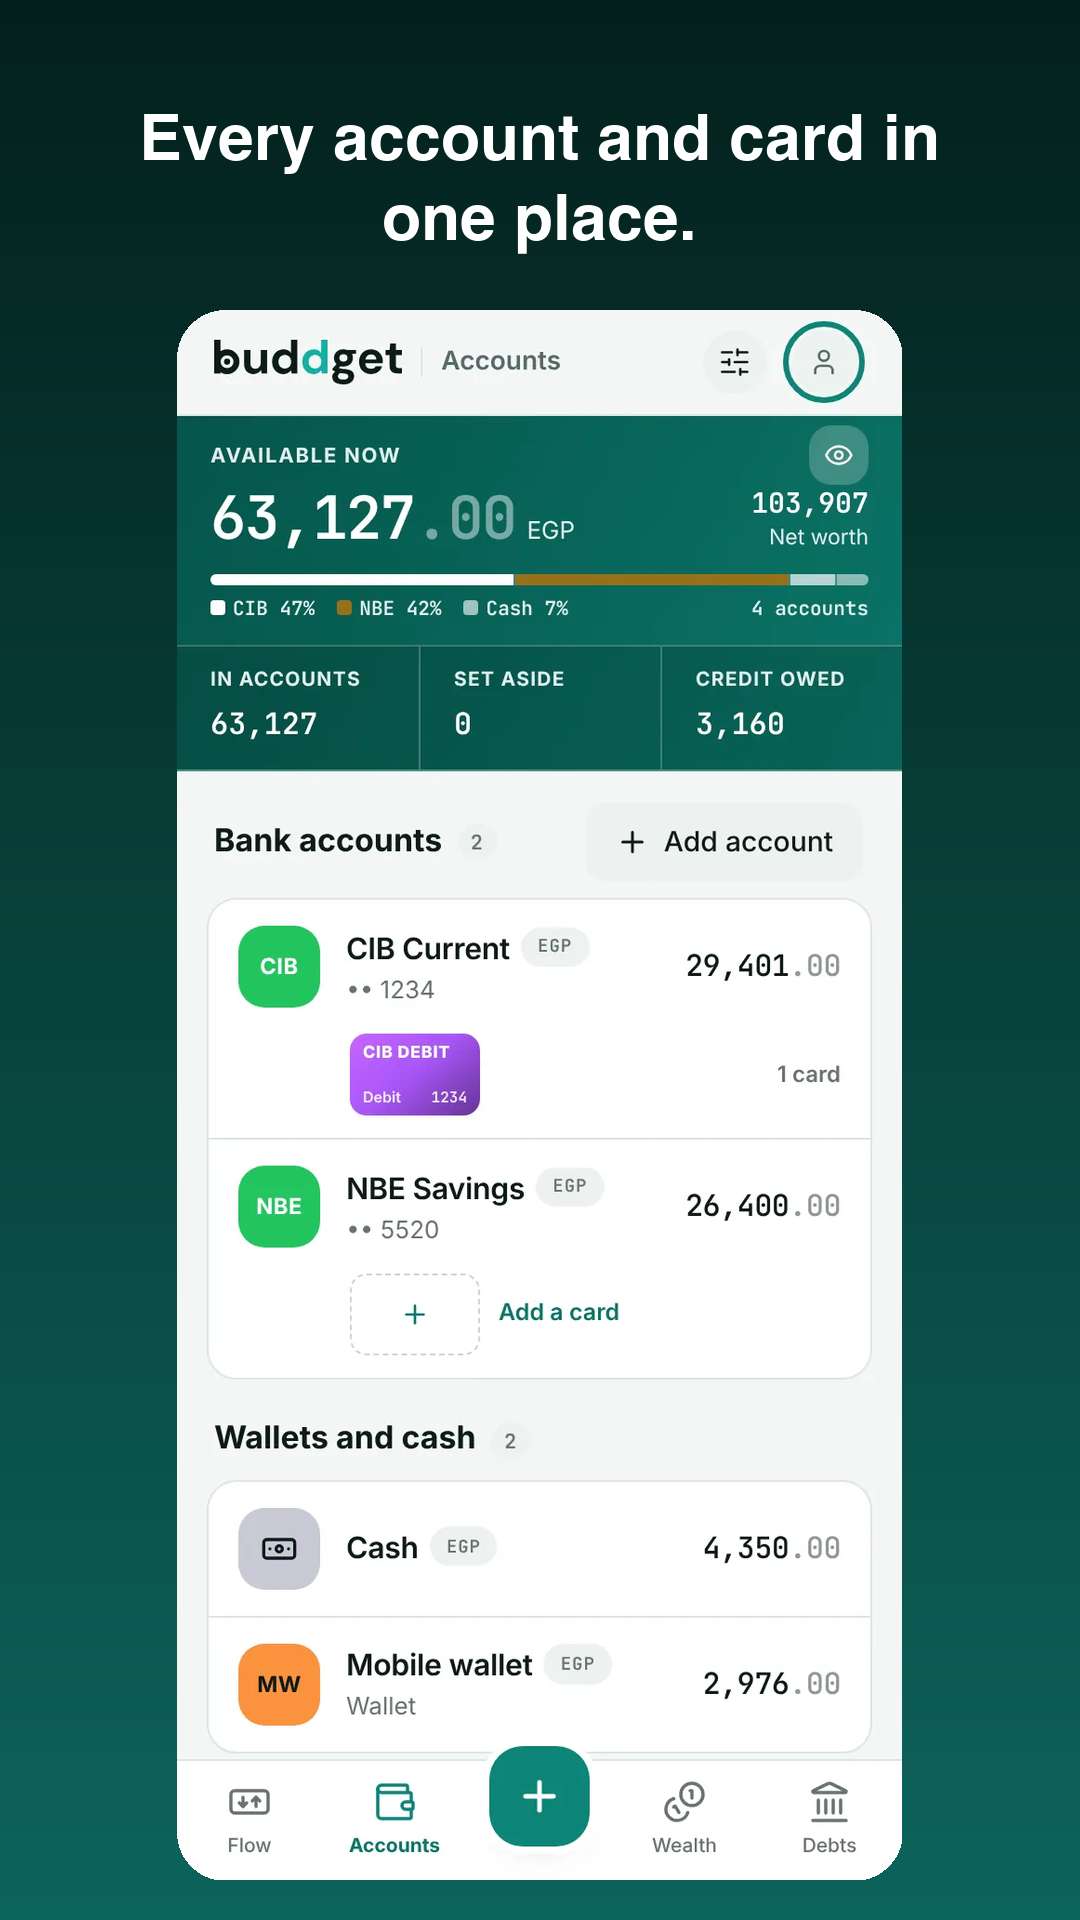 Every account and card in
one place.
buddget Accounts
AVAILABLE NOW
63,127.00 EGP
103,907
Net worth
CIB 47% NBE 42% Cash 7% 4 accounts
IN ACCOUNTS SET ASIDE CREDIT OWED
63,127 0 3,160
Bank accounts 2 + Add account
CIB CIB Current EGP 29,401.00
•• 1234
CIB DEBIT
Debit 1234
1 card
NBE NBE Savings EGP 26,400.00
•• 5520
+ Add a card
Wallets and cash 2
Cash EGP 4,350.00
MW Mobile wallet EGP 2,976.00
Wallet
Flow Accounts + Wealth Debts